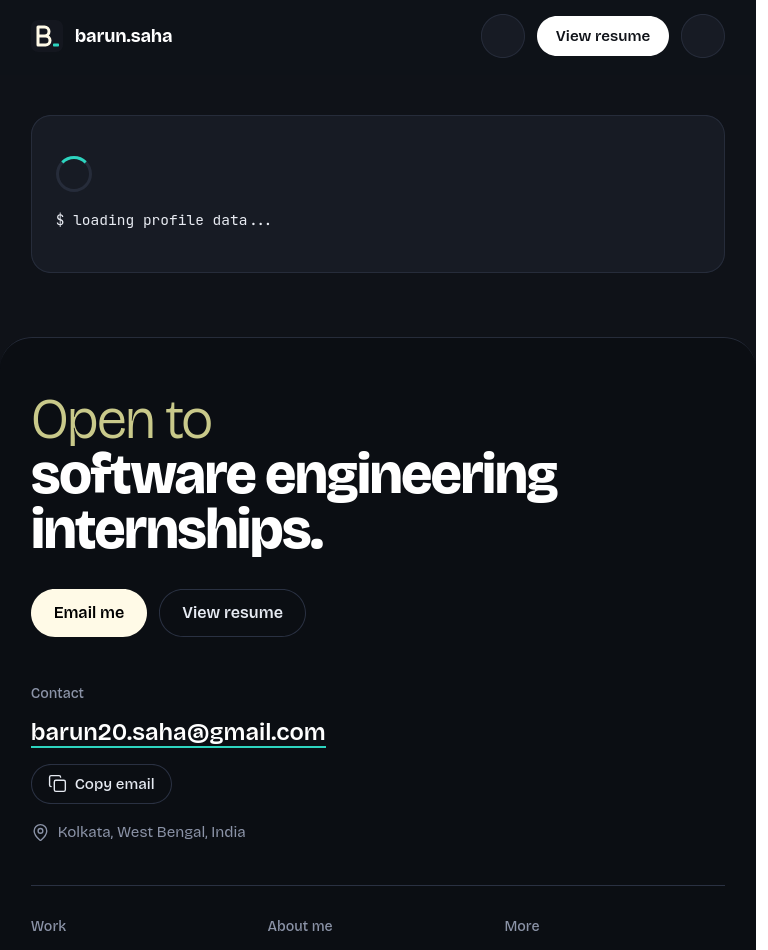 B.
barun.saha
View resume
$ loading profile data...
Open to
software engineering
internships.
Email me
View resume
Contact
barun20.saha@gmail.com
Copy email
Kolkata, West Bengal, India
Work
About me
More